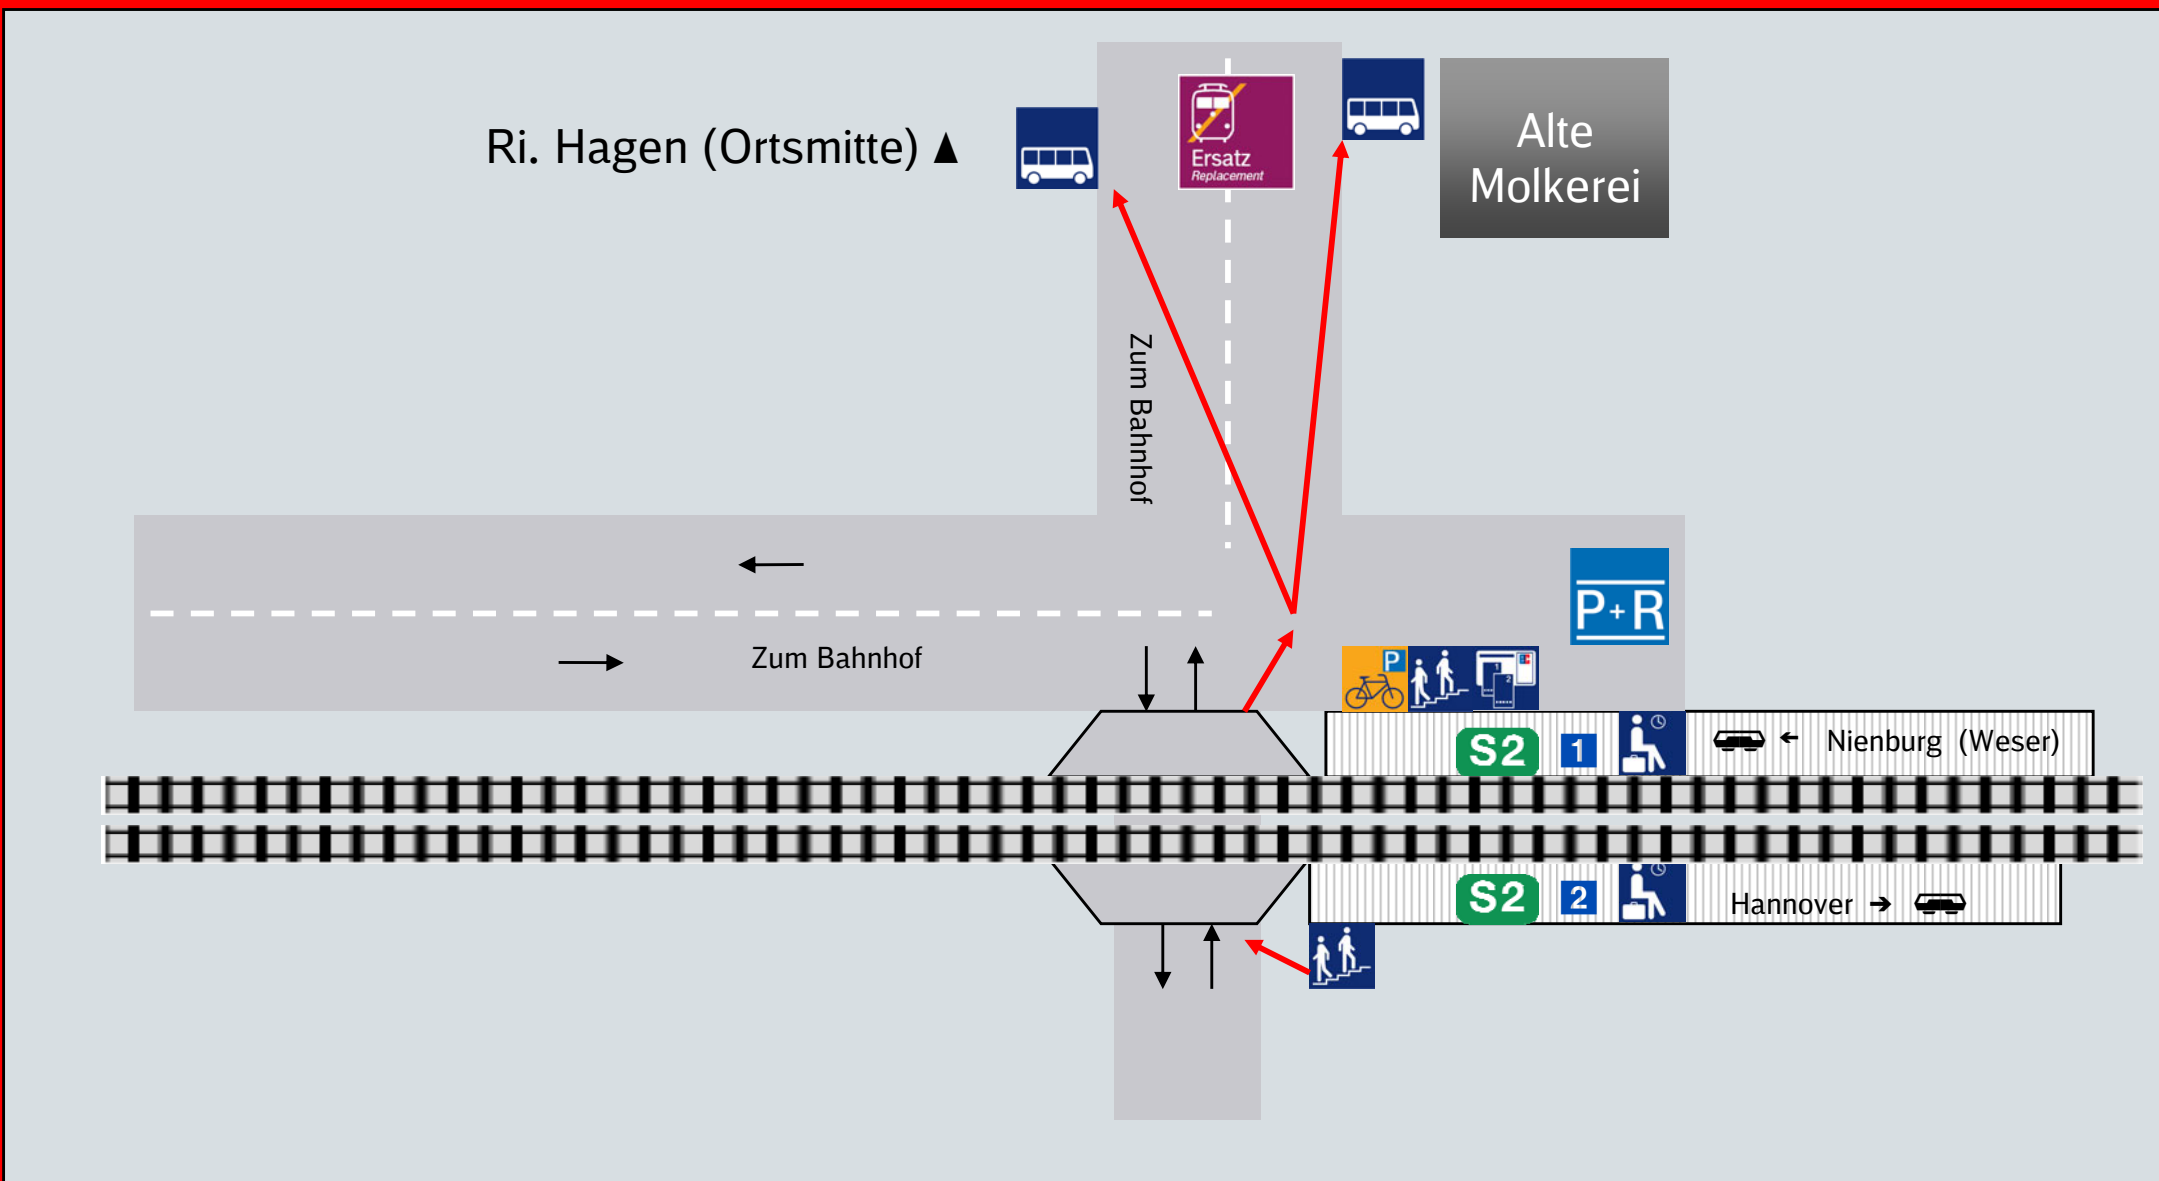 Ri. Hagen (Ortsmitte) ▲
Ersatz
Replacement
Alte
Molkerei
Zum Bahnhof
P+R
Zum Bahnhof
P
S2 1 ← Nienburg (Weser)
S2 2 Hannover →